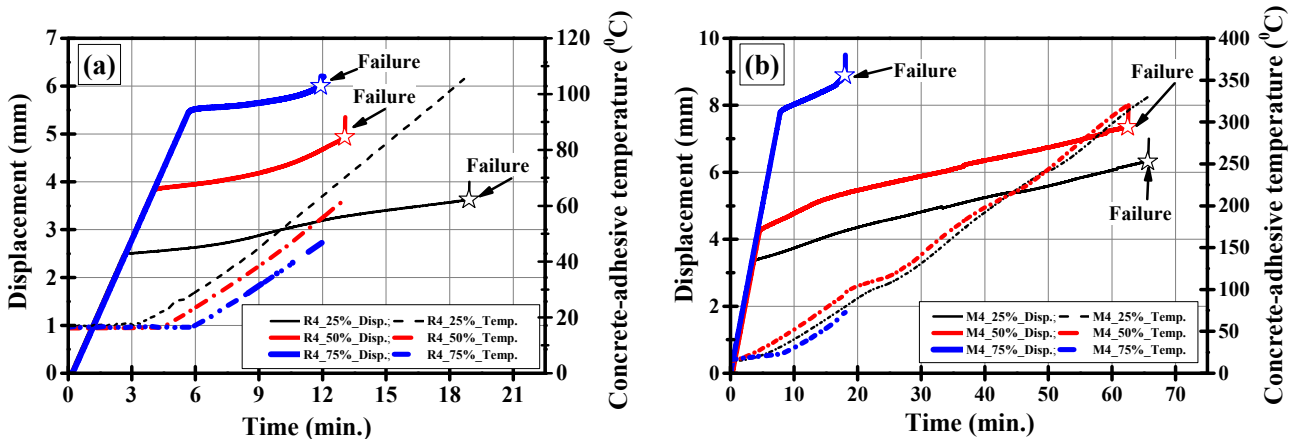 (a)
Displacement (mm)
7
6
5
4
3
2
1
0
Failure
Failure
Failure
R4_25%_Disp.; R4_25%_Temp.
R4_50%_Disp.; R4_50%_Temp.
R4_75%_Disp.; R4_75%_Temp.
0 3 6 9 12 15 18 21
Time (min.)
120
100
80
60
40
20
0
Concrete-adhesive temperature (⁰C)
(b)
Displacement (mm)
10
8
6
4
2
0
Failure
Failure
Failure
M4_25%_Disp.; M4_25%_Temp.
M4_50%_Disp.; M4_50%_Temp.
M4_75%_Disp.; M4_75%_Temp.
0 10 20 30 40 50 60 70
Time (min.)
400
350
300
250
200
150
100
50
0
Concrete-adhesive temperature (⁰C)